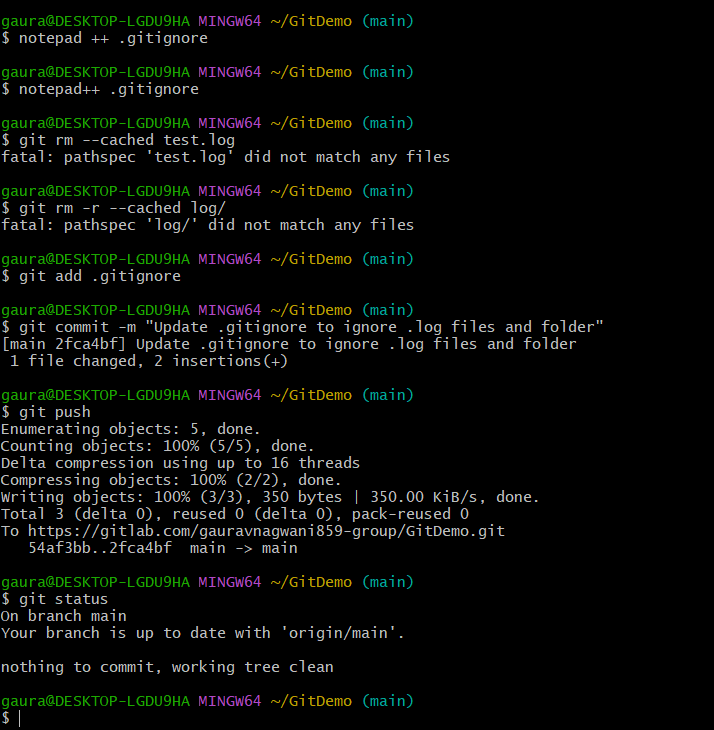 gaura@DESKTOP-LGDU9HA MINGW64 ~/GitDemo (main)
$ notepad ++ .gitignore
gaura@DESKTOP-LGDU9HA MINGW64 ~/GitDemo (main)
$ notepad++ .gitignore
gaura@DESKTOP-LGDU9HA MINGW64 ~/GitDemo (main)
$ git rm --cached test.log
fatal: pathspec 'test.log' did not match any files
gaura@DESKTOP-LGDU9HA MINGW64 ~/GitDemo (main)
$ git rm -r --cached log/
fatal: pathspec 'log/' did not match any files
gaura@DESKTOP-LGDU9HA MINGW64 ~/GitDemo (main)
$ git add .gitignore
gaura@DESKTOP-LGDU9HA MINGW64 ~/GitDemo (main)
$ git commit -m "Update .gitignore to ignore .log files and folder"
[main 2fca4bf] Update .gitignore to ignore .log files and folder
 1 file changed, 2 insertions(+)
gaura@DESKTOP-LGDU9HA MINGW64 ~/GitDemo (main)
$ git push
Enumerating objects: 5, done.
Counting objects: 100% (5/5), done.
Delta compression using up to 16 threads
Compressing objects: 100% (2/2), done.
Writing objects: 100% (3/3), 350 bytes | 350.00 KiB/s, done.
Total 3 (delta 0), reused 0 (delta 0), pack-reused 0
To https://gitlab.com/gauravnagwani859-group/GitDemo.git
   54af3bb..2fca4bf  main -> main
gaura@DESKTOP-LGDU9HA MINGW64 ~/GitDemo (main)
$ git status
On branch main
Your branch is up to date with 'origin/main'.
nothing to commit, working tree clean
gaura@DESKTOP-LGDU9HA MINGW64 ~/GitDemo (main)
$